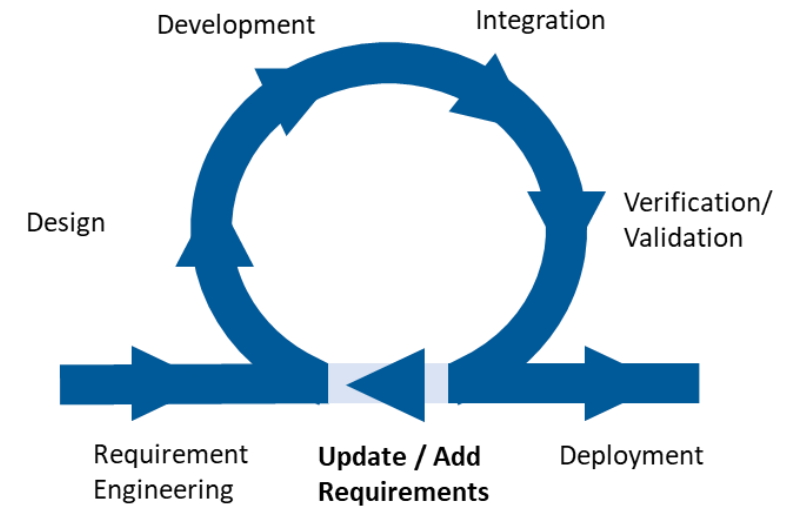 Development
Integration
Design
Verification/
Validation
Requirement
Engineering
Update / Add
Requirements
Deployment